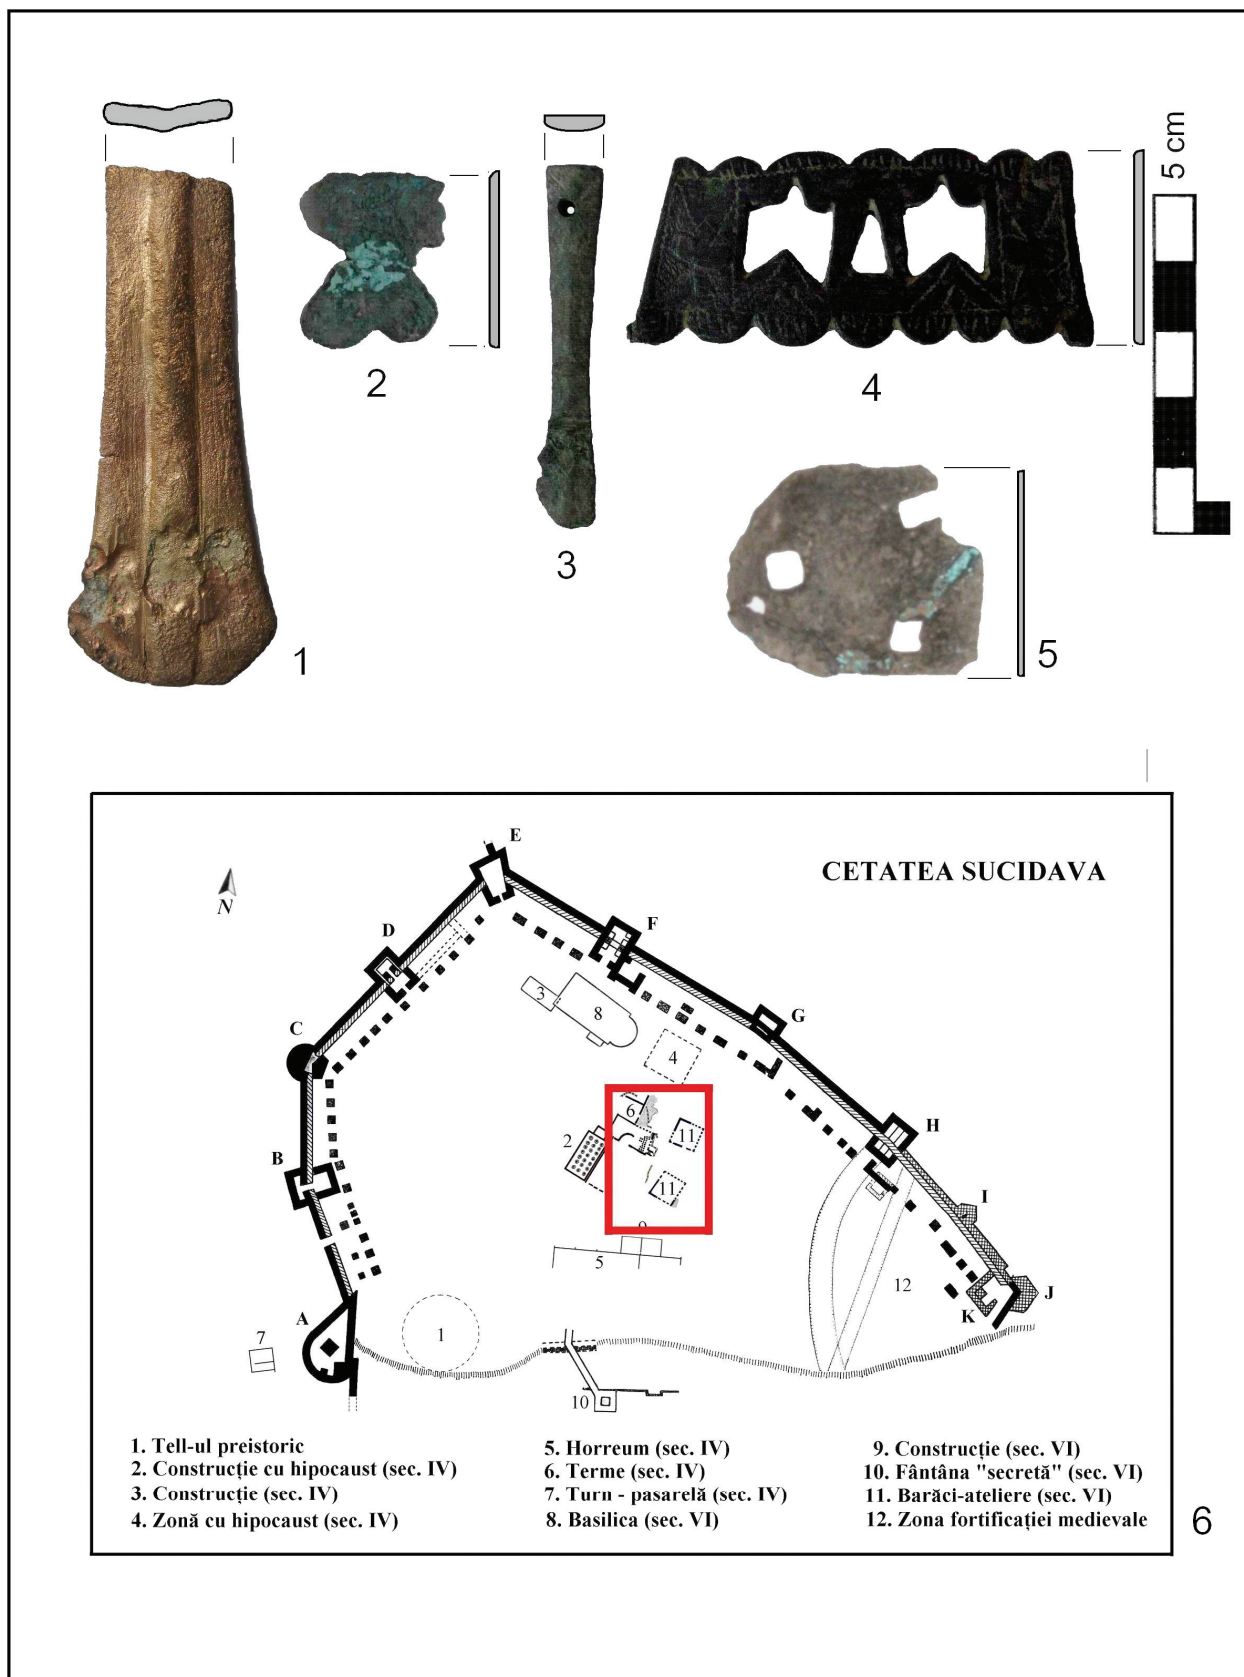 5 cm
1
2
3
4
5
CETATEA SUCIDAVA
N
E
D
F
C
G
B
H
A
I
J
K
3
8
4
6
11
2
11
9
5
12
7
1
10
1. Tell-ul preistoric
2. Construcție cu hipocaust (sec. IV)
3. Construcție (sec. IV)
4. Zonă cu hipocaust (sec. IV)
5. Horreum (sec. IV)
6. Terme (sec. IV)
7. Turn - pasarelă (sec. IV)
8. Basilica (sec. VI)
9. Construcție (sec. VI)
10. Fântâna "secretă" (sec. VI)
11. Barăci-ateliere (sec. VI)
12. Zona fortificației medievale
6